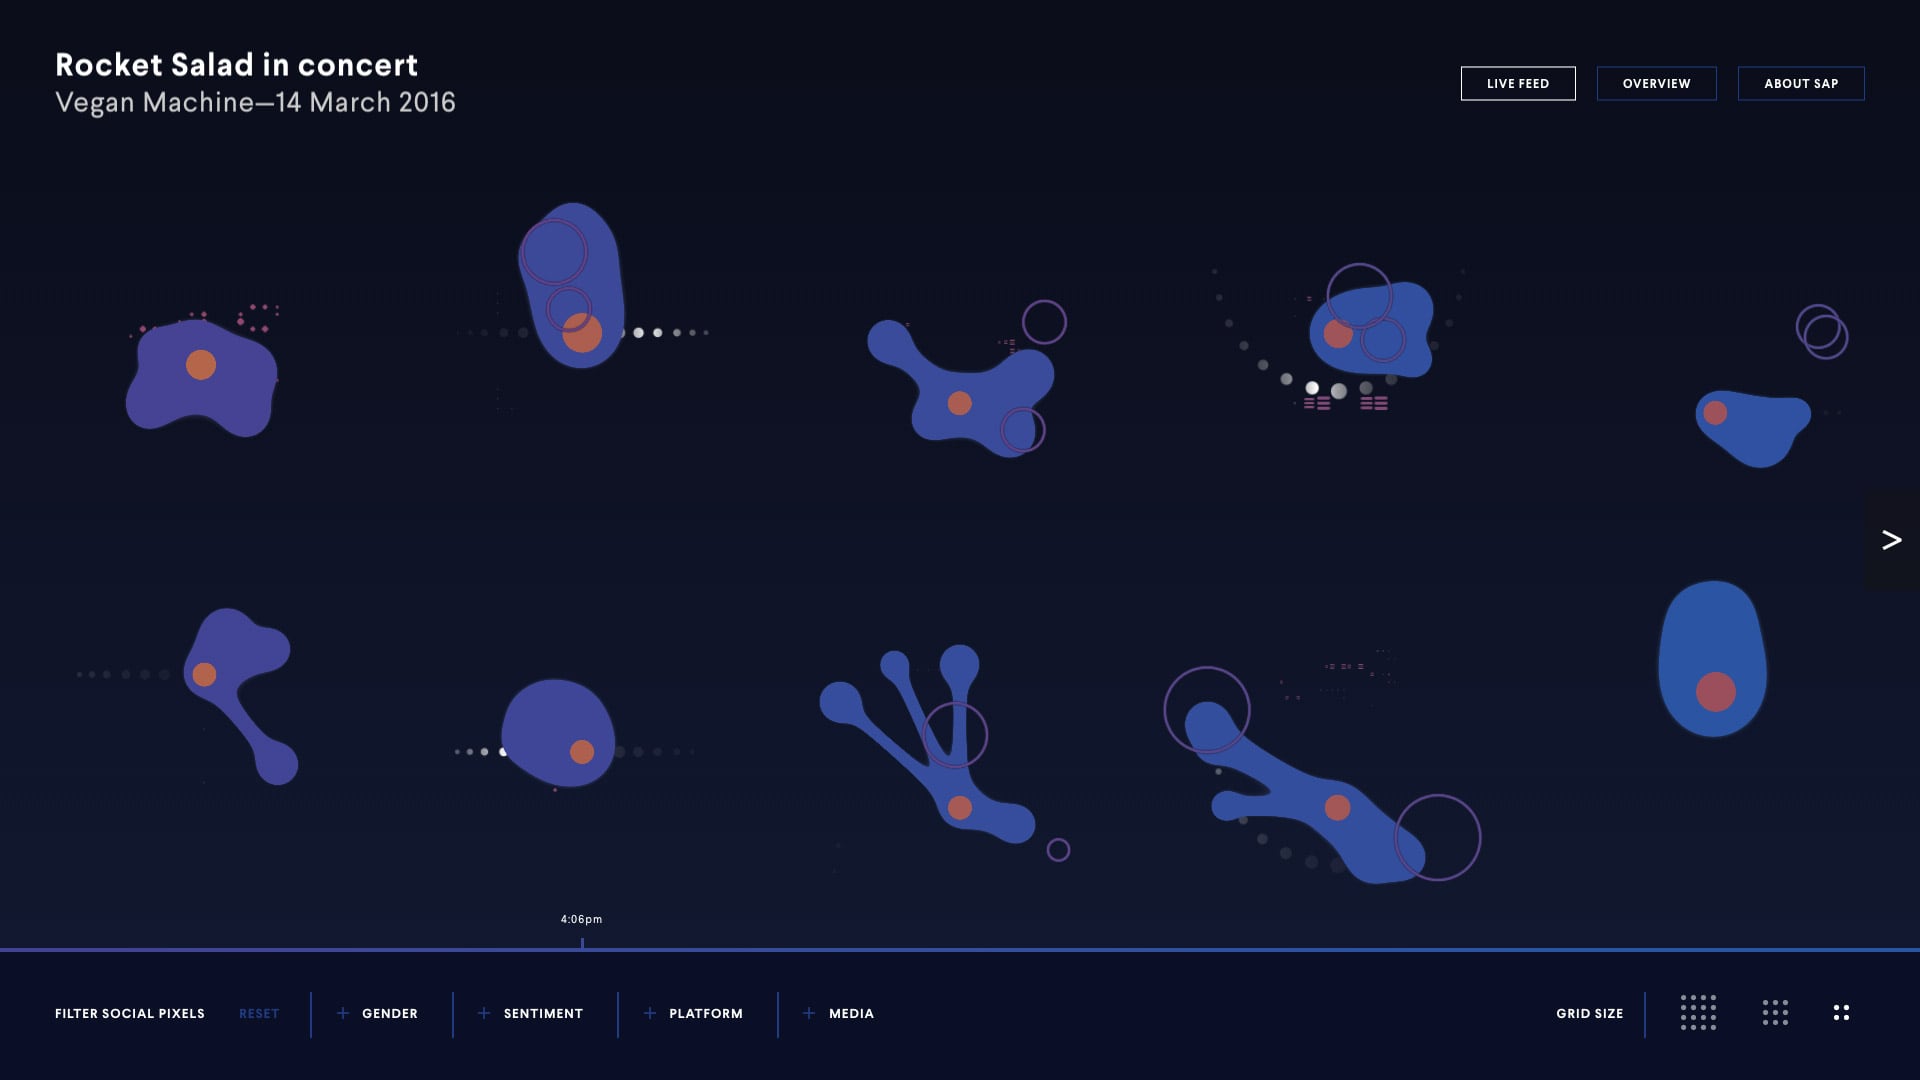 Rocket Salad in concert
Vegan Machine—14 March 2016
LIVE FEED
OVERVIEW
ABOUT SAP
>
4:06pm
FILTER SOCIAL PIXELS
RESET
+ GENDER
+ SENTIMENT
+ PLATFORM
+ MEDIA
GRID SIZE